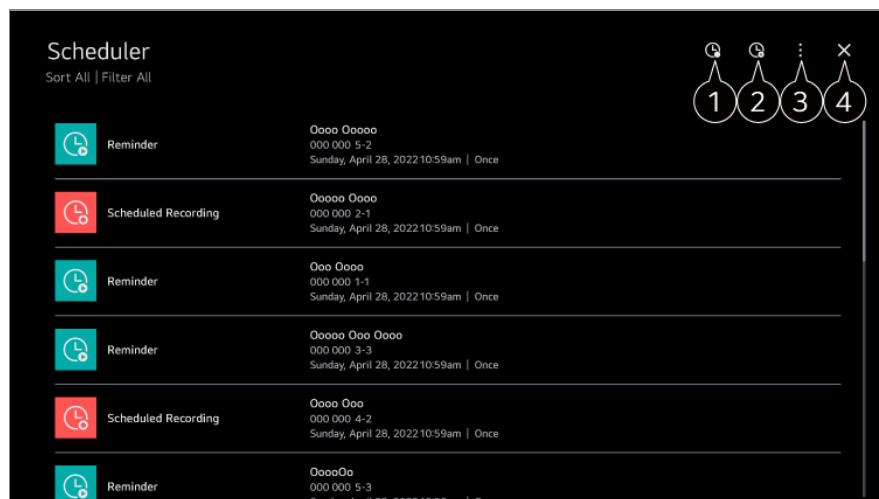 Scheduler
Sort All | Filter All
1 2 3 4
Reminder
Oooo Ooooo
000 000 5-2
Sunday, April 28, 2022 10:59am | Once
Scheduled Recording
Ooooo Oooo
000 000 2-1
Sunday, April 28, 2022 10:59am | Once
Reminder
Ooo Oooo
000 000 1-1
Sunday, April 28, 2022 10:59am | Once
Reminder
Ooooo Ooo Oooo
000 000 3-3
Sunday, April 28, 2022 10:59am | Once
Scheduled Recording
Oooo Ooo
000 000 4-2
Sunday, April 28, 2022 10:59am | Once
Reminder
OoooOo
000 000 5-3